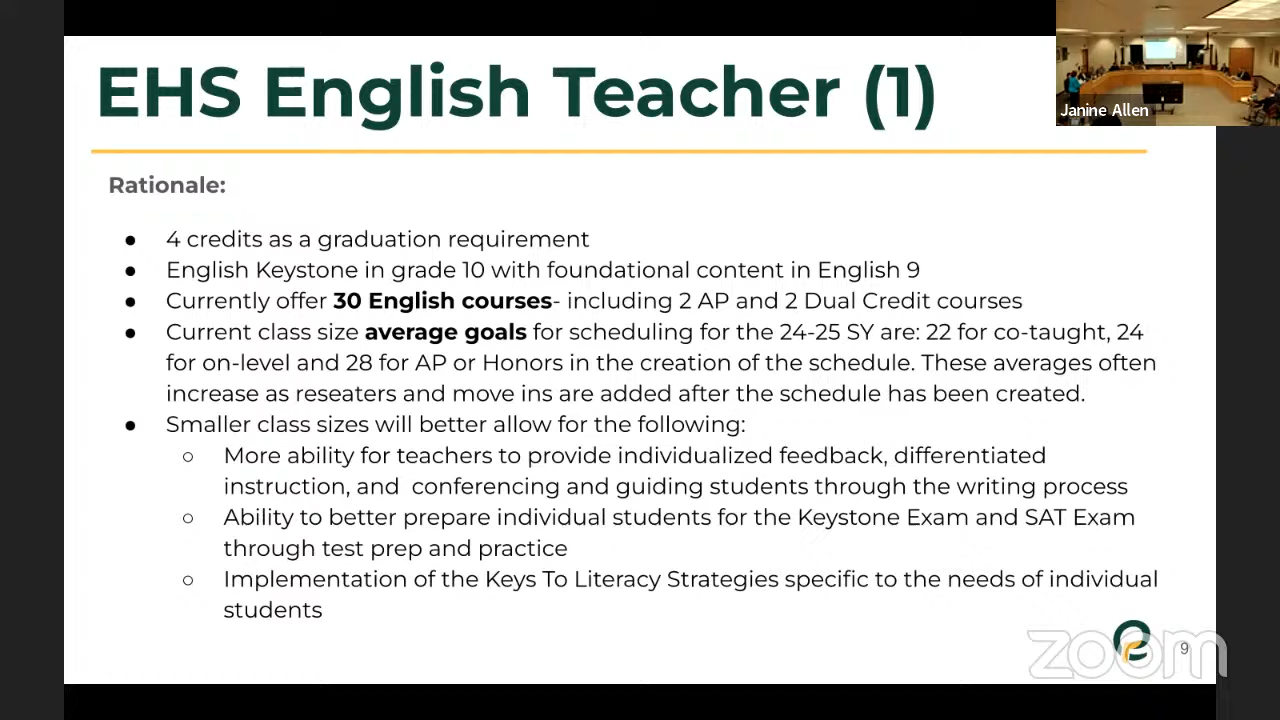 EHS English Teacher (1)
Janine Allen
Rationale:
● 4 credits as a graduation requirement
● English Keystone in grade 10 with foundational content in English 9
● Currently offer 30 English courses- including 2 AP and 2 Dual Credit courses
● Current class size average goals for scheduling for the 24-25 SY are: 22 for co-taught, 24
for on-level and 28 for AP or Honors in the creation of the schedule. These averages often
increase as reseaters and move ins are added after the schedule has been created.
● Smaller class sizes will better allow for the following:
○ More ability for teachers to provide individualized feedback, differentiated
instruction, and  conferencing and guiding students through the writing process
○ Ability to better prepare individual students for the Keystone Exam and SAT Exam
through test prep and practice
○ Implementation of the Keys To Literacy Strategies specific to the needs of individual
students
zoom
9